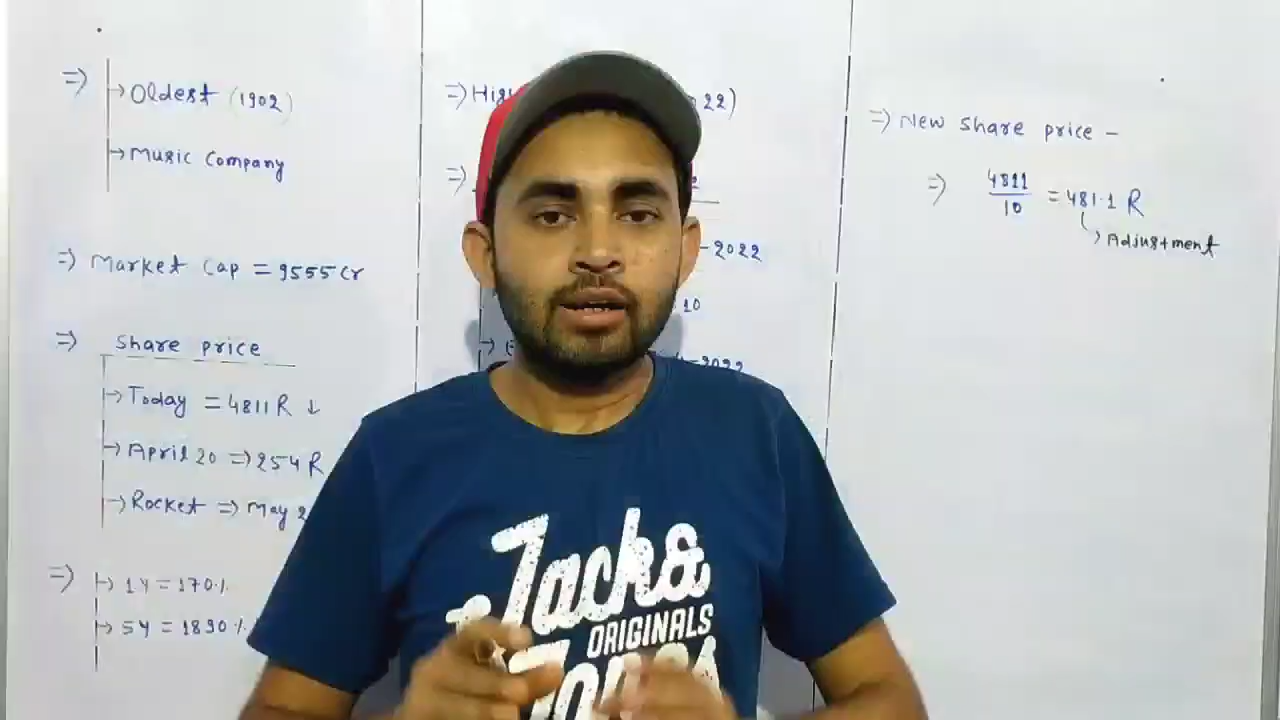 => → Oldest (1902)
→ Music Company
=> Market Cap = 9555 Cr
=> Share price
→ Today = 4811 R ↓
→ April 20 => 254 R
→ Rocket => May
=> → 1Y = 170%
→ 5Y = 1890%
=> 22)
=>
-2022
10
-2022
=> New Share price -
=> 4811/10 = 481.1 R
↳ Adjustment
Jack&
ORIGINALS
Jones